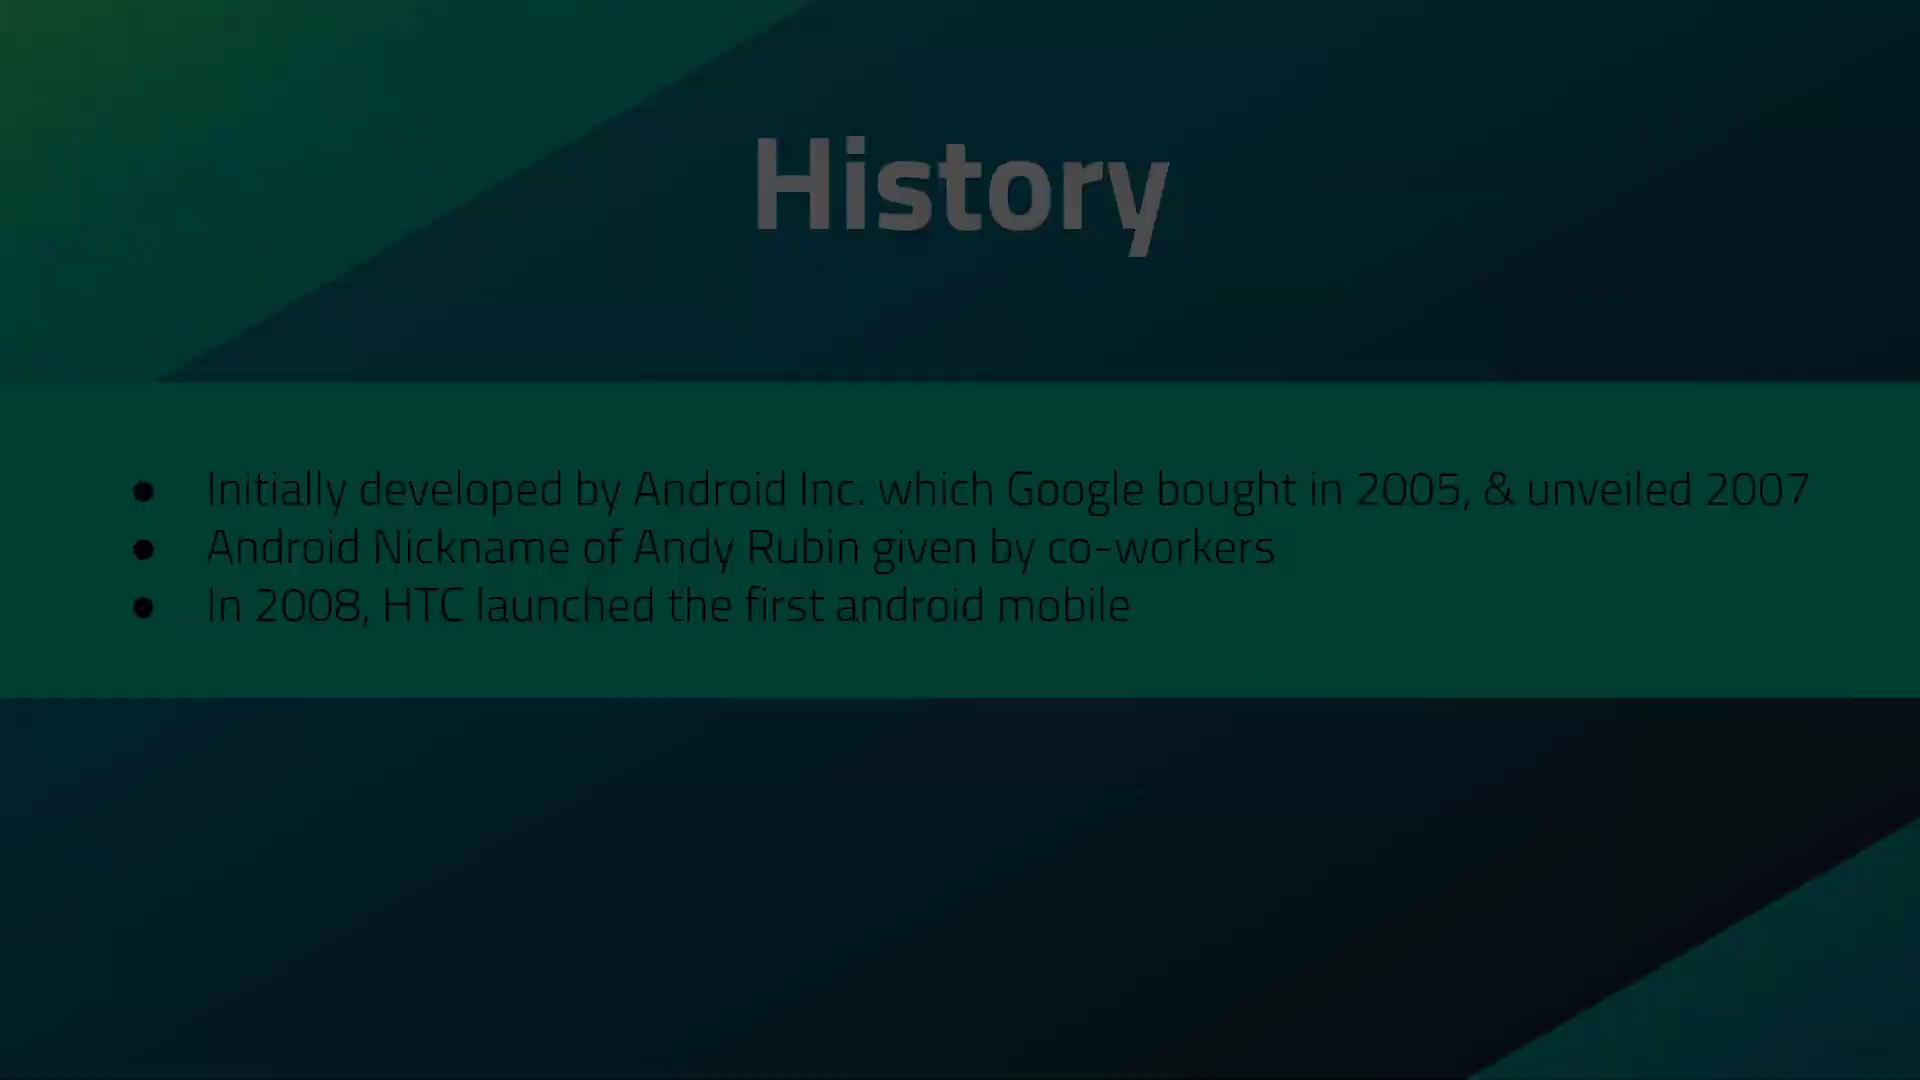 History
● Initially developed by Android Inc. which Google bought in 2005, & unveiled 2007
● Android Nickname of Andy Rubin given by co-workers
● In 2008, HTC launched the first android mobile